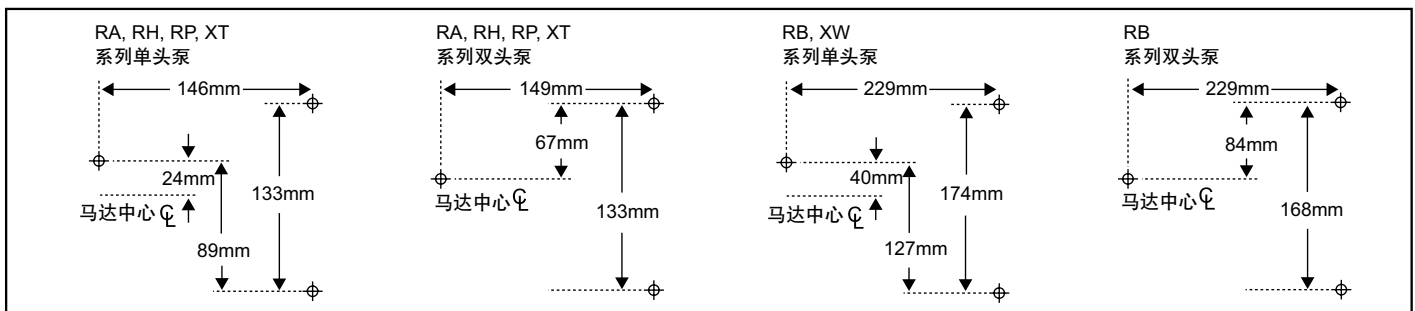 RA, RH, RP, XT
系列单头泵
146mm
24mm
133mm
马达中心 ℄
89mm
RA, RH, RP, XT
系列双头泵
149mm
67mm
马达中心 ℄
133mm
RB, XW
系列单头泵
229mm
40mm
174mm
马达中心 ℄
127mm
RB
系列双头泵
229mm
84mm
马达中心 ℄
168mm